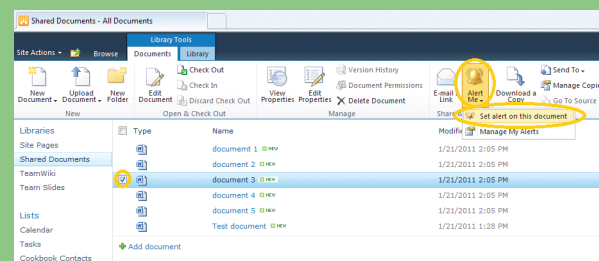 Shared Documents - All Documents
Library Tools
Site Actions Browse Documents Library
New Document Upload Document New Folder
New
Edit Document
Check Out
Check In
Discard Check Out
Open & Check Out
View Properties Edit Properties
Version History
Document Permissions
Delete Document
Manage
E-mail Link Alert Me Download a Copy
Send To
Manage Copie
Go To Source
Set alert on this document
Manage My Alerts
Libraries
Site Pages
Shared Documents
TeamWiki
Team Slides
Lists
Calendar
Tasks
Cookbook Contacts
Type Name
document 1 NEW 1/21/2011 2:05 PM
document 2 NEW 1/21/2011 2:05 PM
document 3 NEW 1/21/2011 2:05 PM
document 4 NEW 1/21/2011 2:05 PM
document 5 NEW 1/21/2011 2:05 PM
Test document NEW 1/21/2011 1:28 PM
Add document